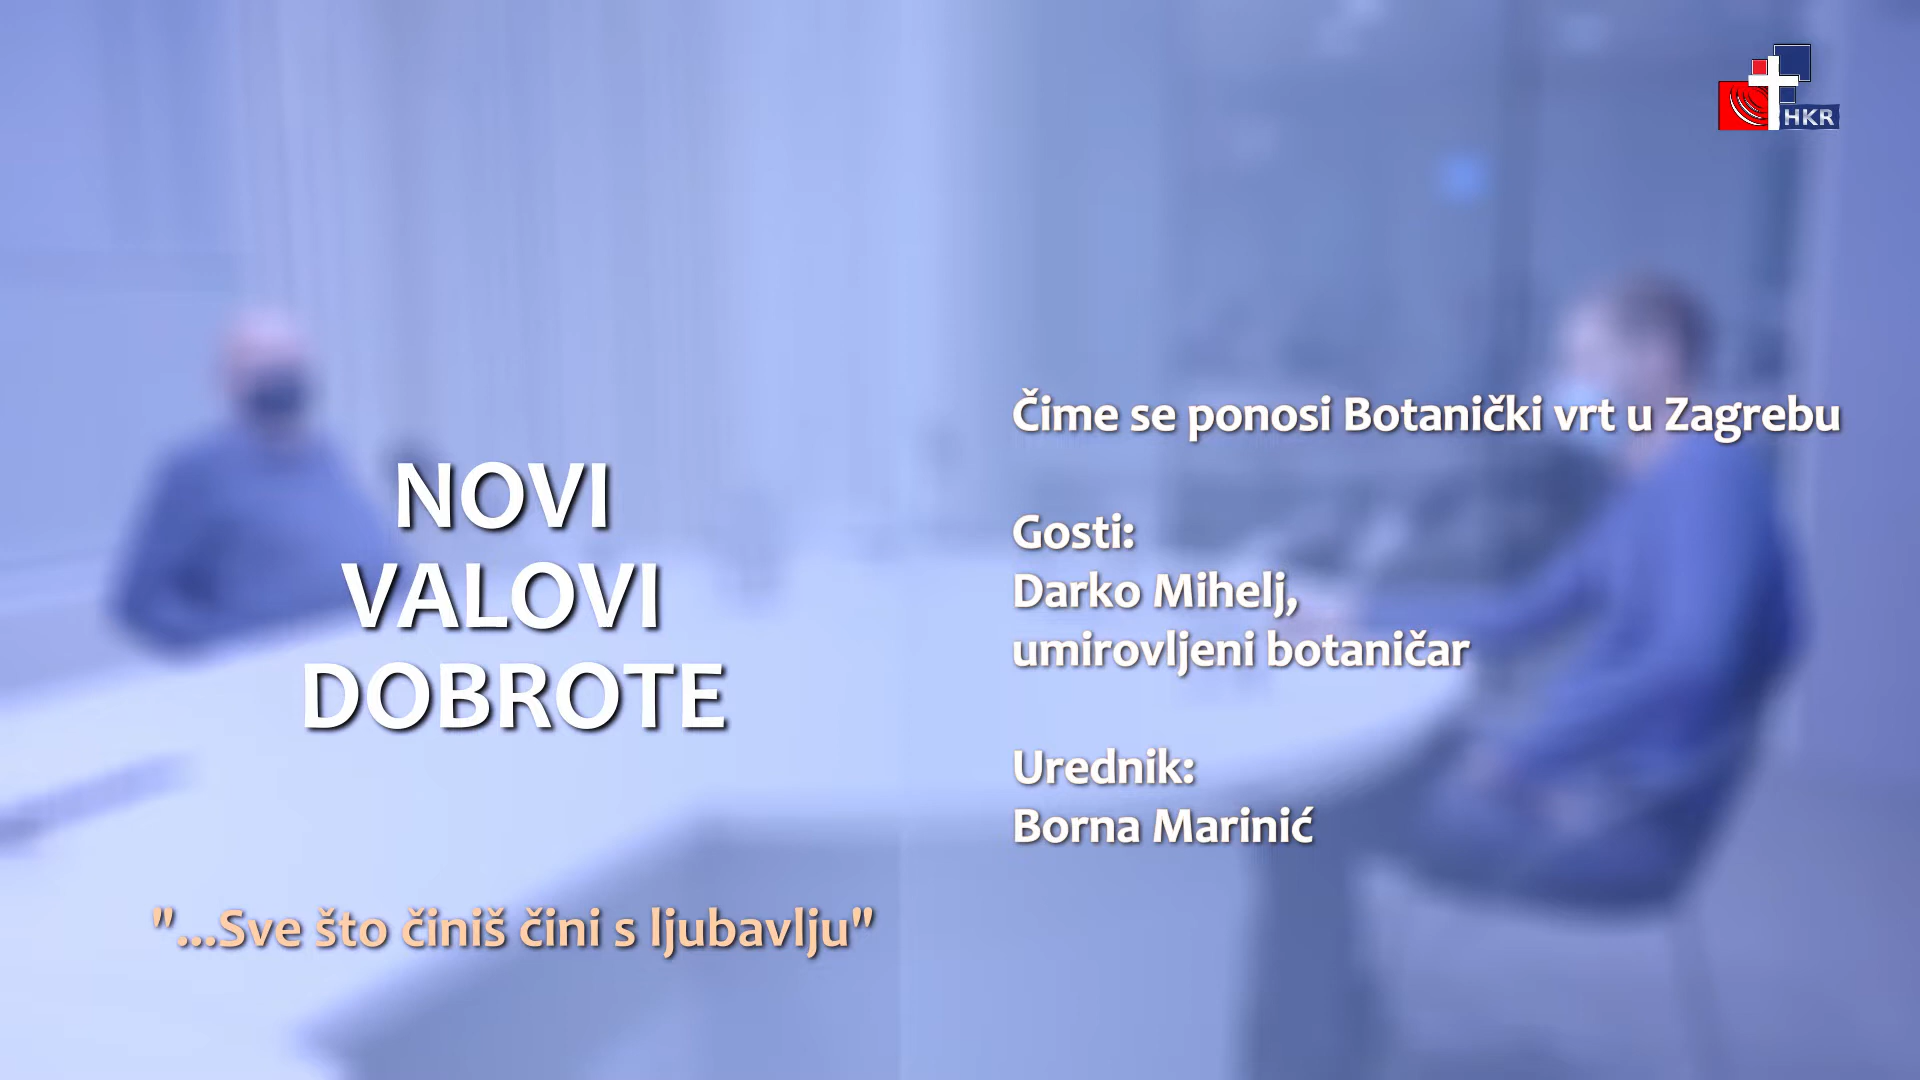 HKR
NOVI
VALOVI
DOBROTE
"...Sve što činiš čini s ljubavlju"
Čime se ponosi Botanički vrt u Zagrebu
Gosti:
Darko Mihelj,
umirovljeni botaničar
Urednik:
Borna Marinić